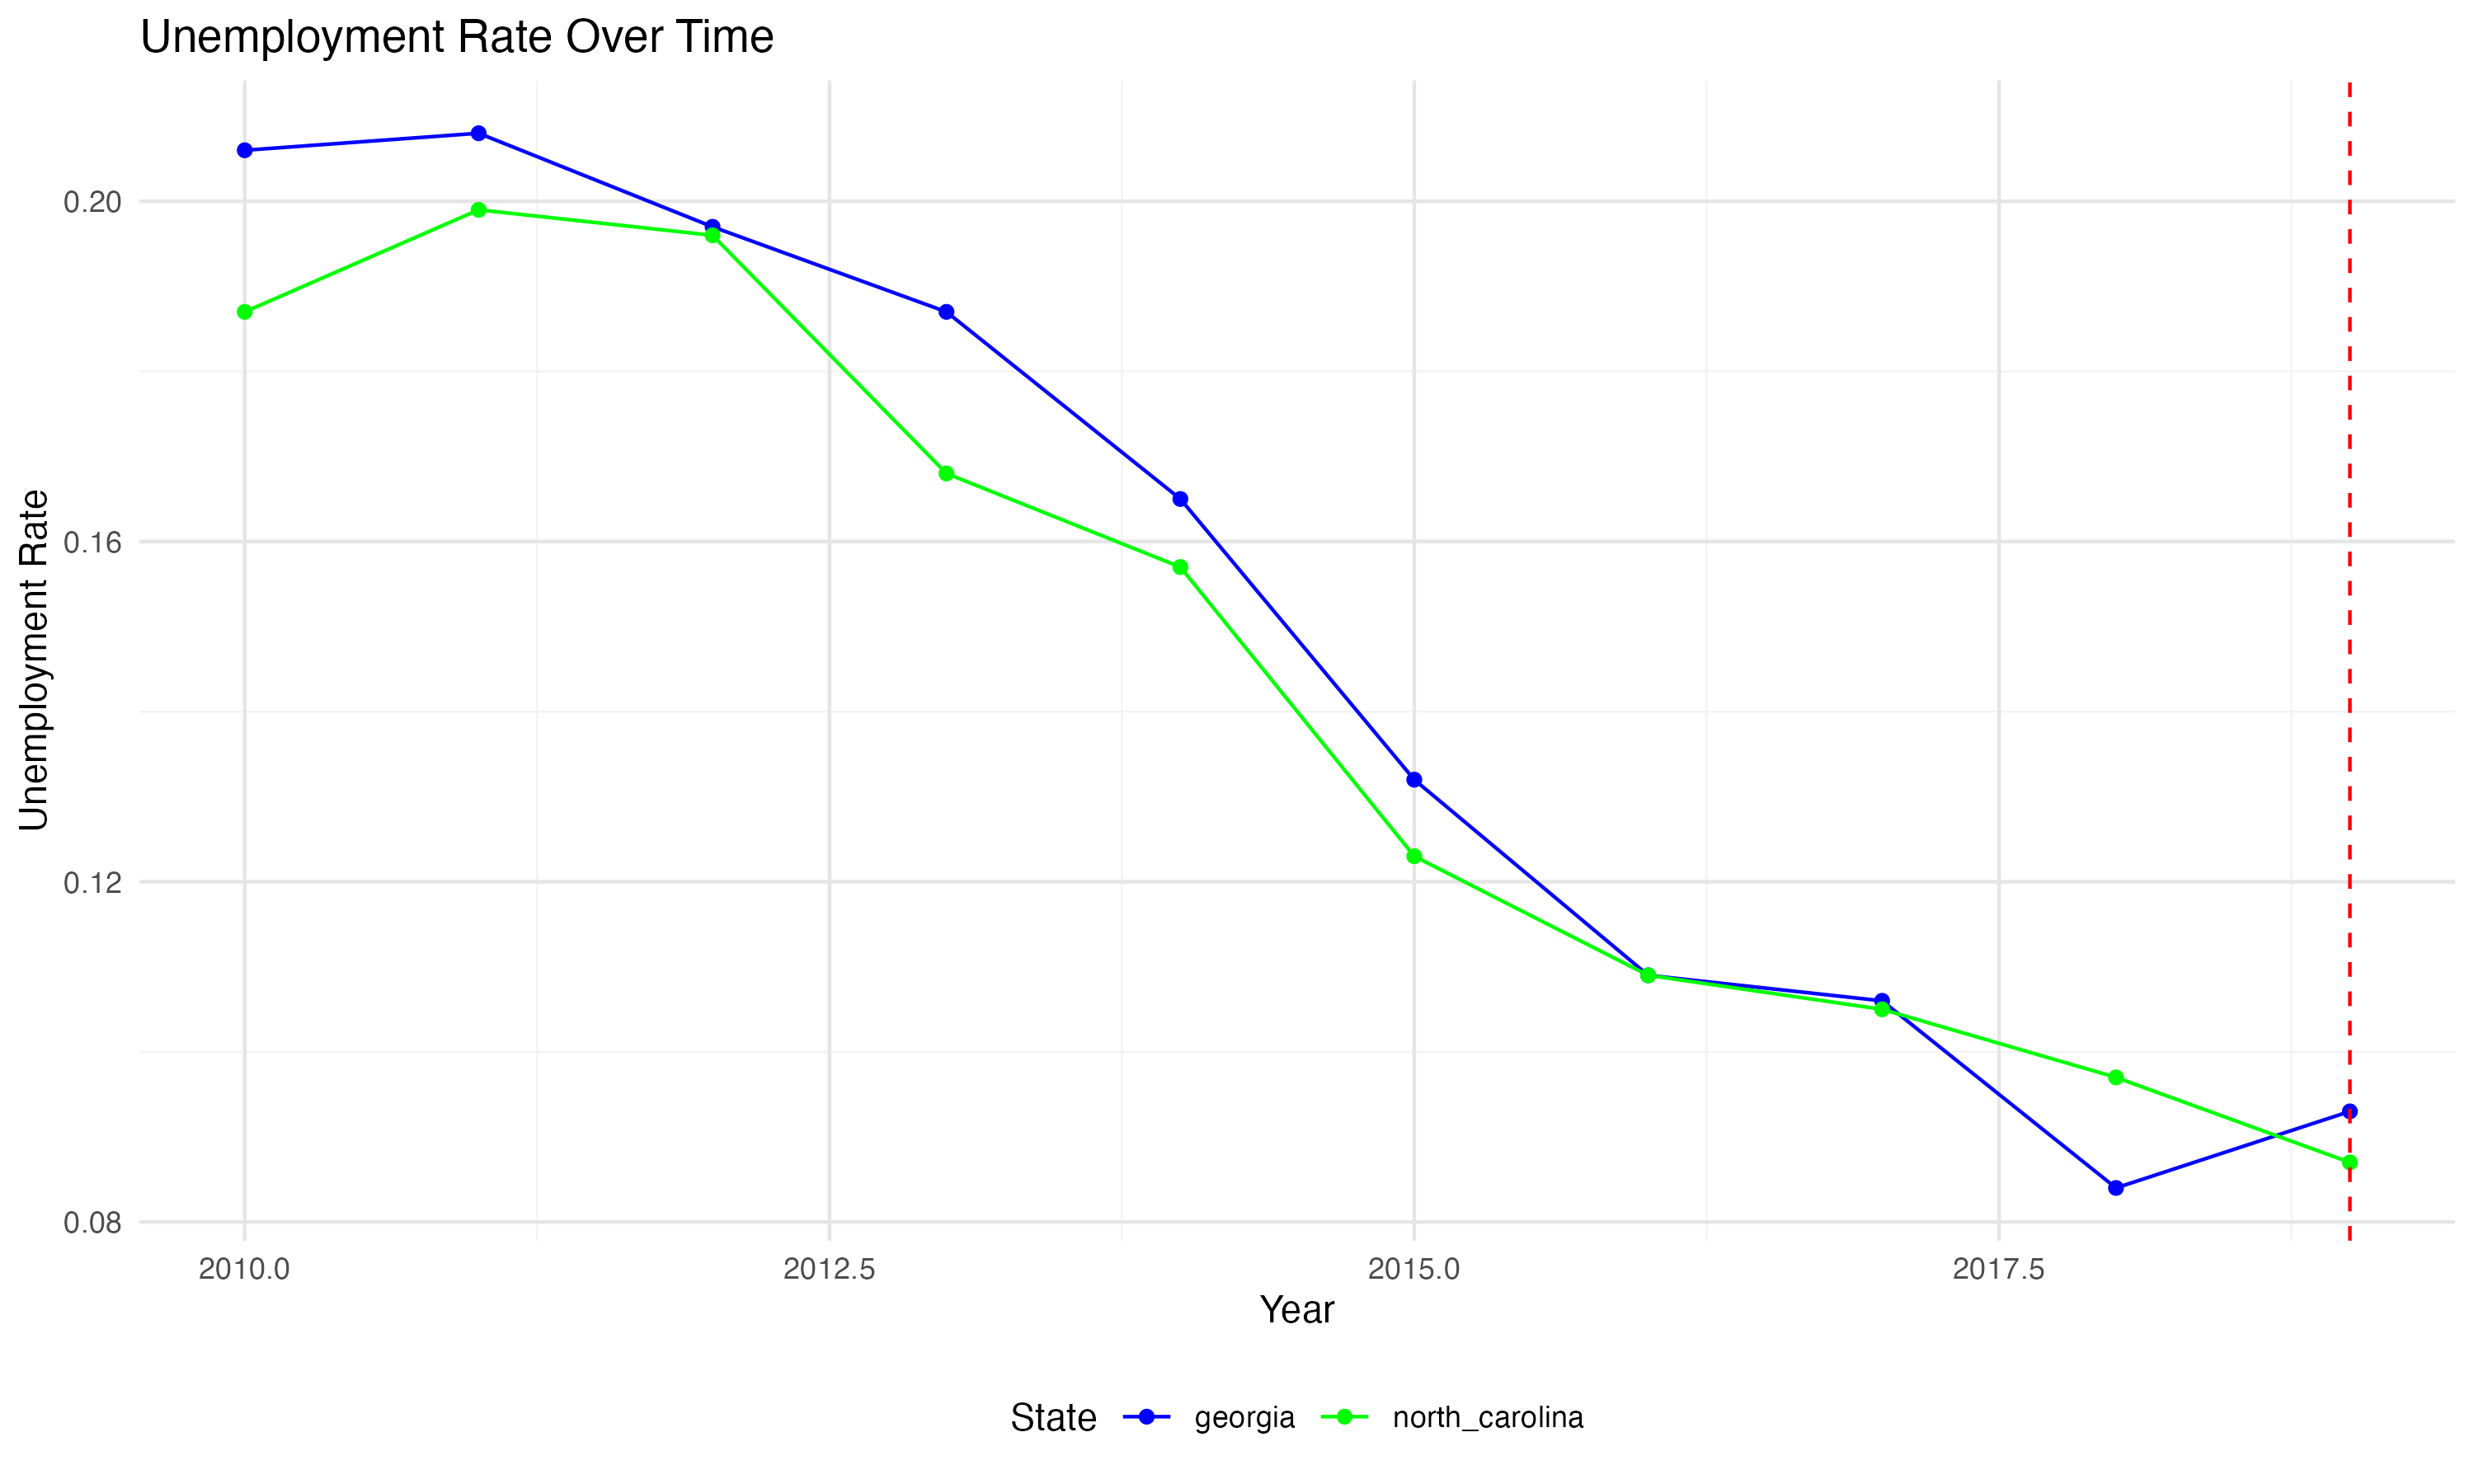 Unemployment Rate Over Time
Unemployment Rate
0.20
0.16
0.12
0.08
2010.0 2012.5 2015.0 2017.5
Year
State georgia north_carolina